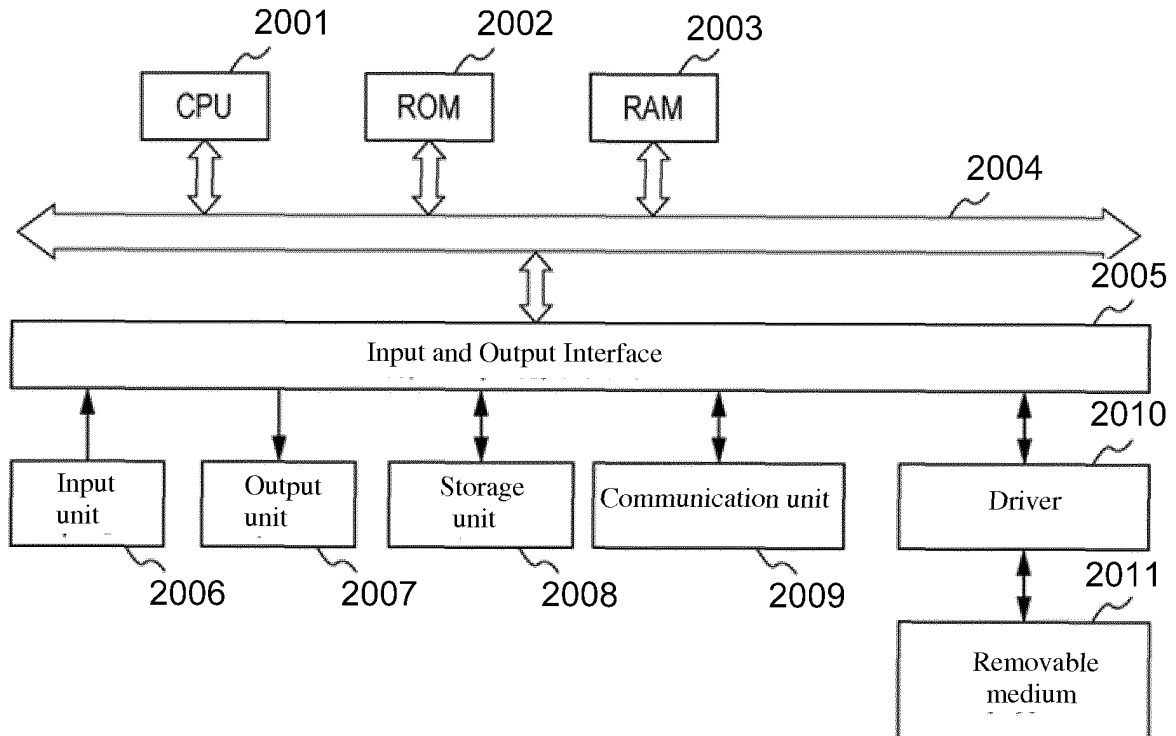 2001
2002
2003
CPU
ROM
RAM
2004
2005
Input and Output Interface
2010
Input
unit
Output
unit
Storage
unit
Communication unit
Driver
2006
2007
2008
2009
2011
Removable
medium